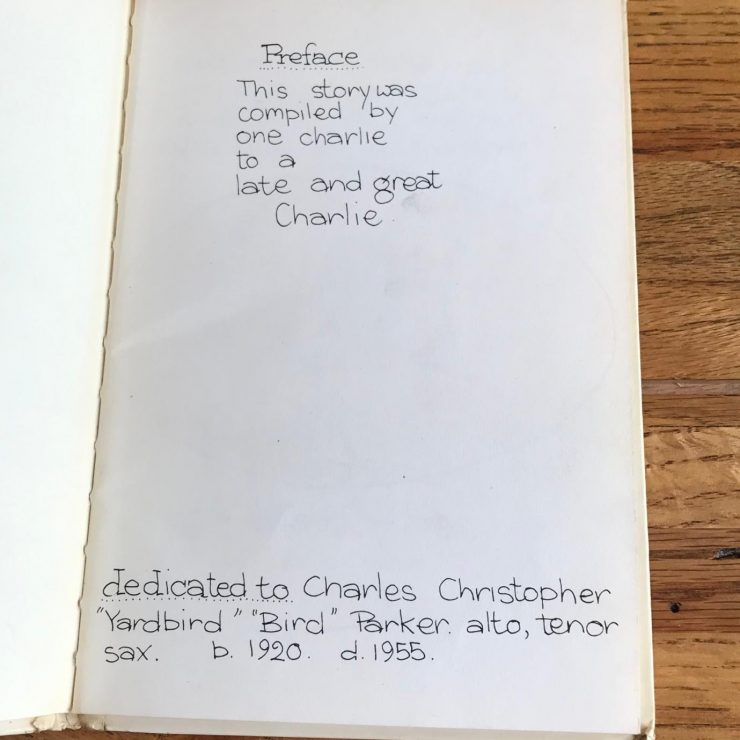 Preface
This story was
compiled by
one charlie
to a
late and great
Charlie.
dedicated to Charles Christopher
"Yardbird" "Bird" Parker. alto, tenor
sax. b. 1920. d. 1955.